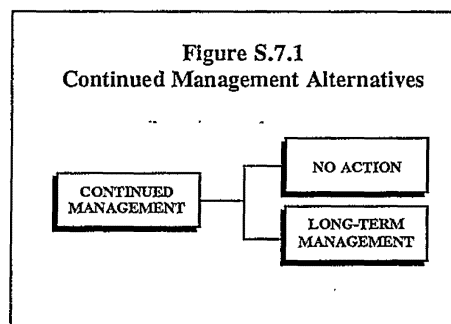 Figure S.7.1
Continued Management Alternatives
NO ACTION
CONTINUED
MANAGEMENT
LONG-TERM
MANAGEMENT